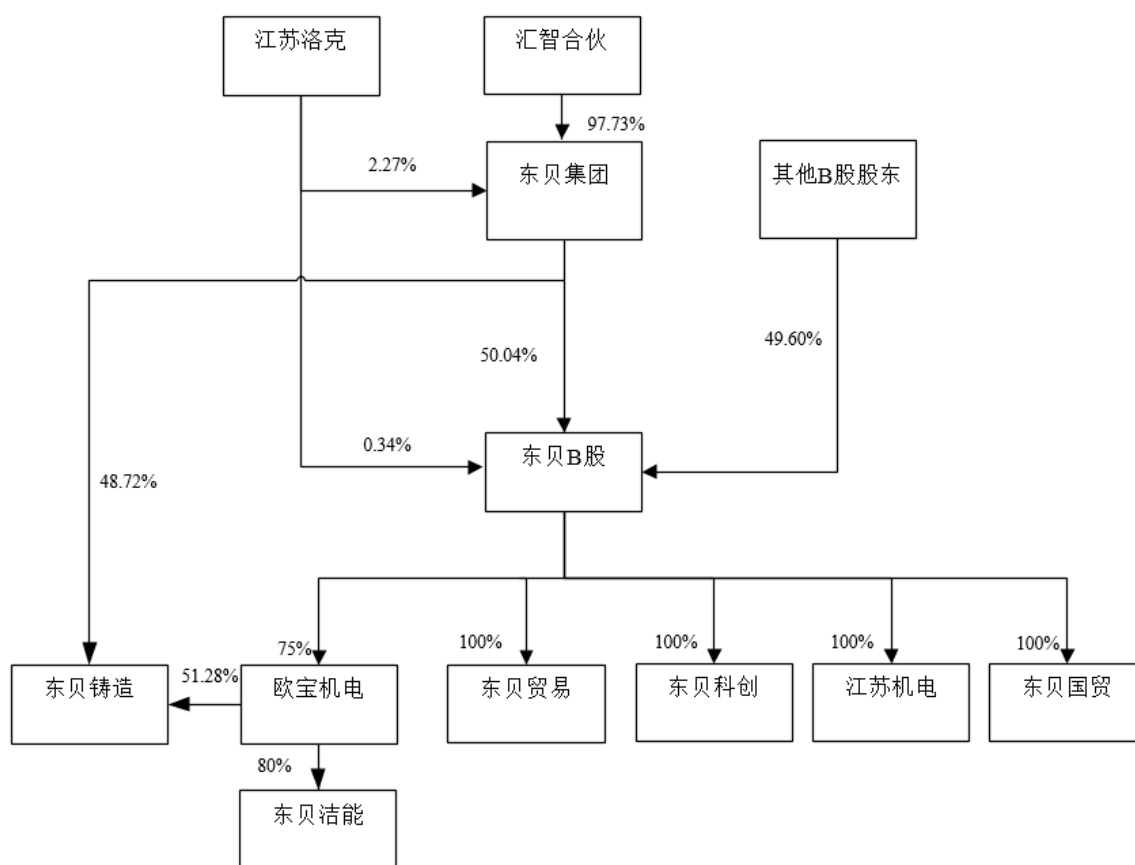 江苏洛克
汇智合伙
97.73%
2.27%
东贝集团
其他B股股东
50.04%
49.60%
0.34%
东贝B股
48.72%
75%
100%
100%
100%
100%
东贝铸造
51.28%
欧宝机电
东贝贸易
东贝科创
江苏机电
东贝国贸
80%
东贝洁能